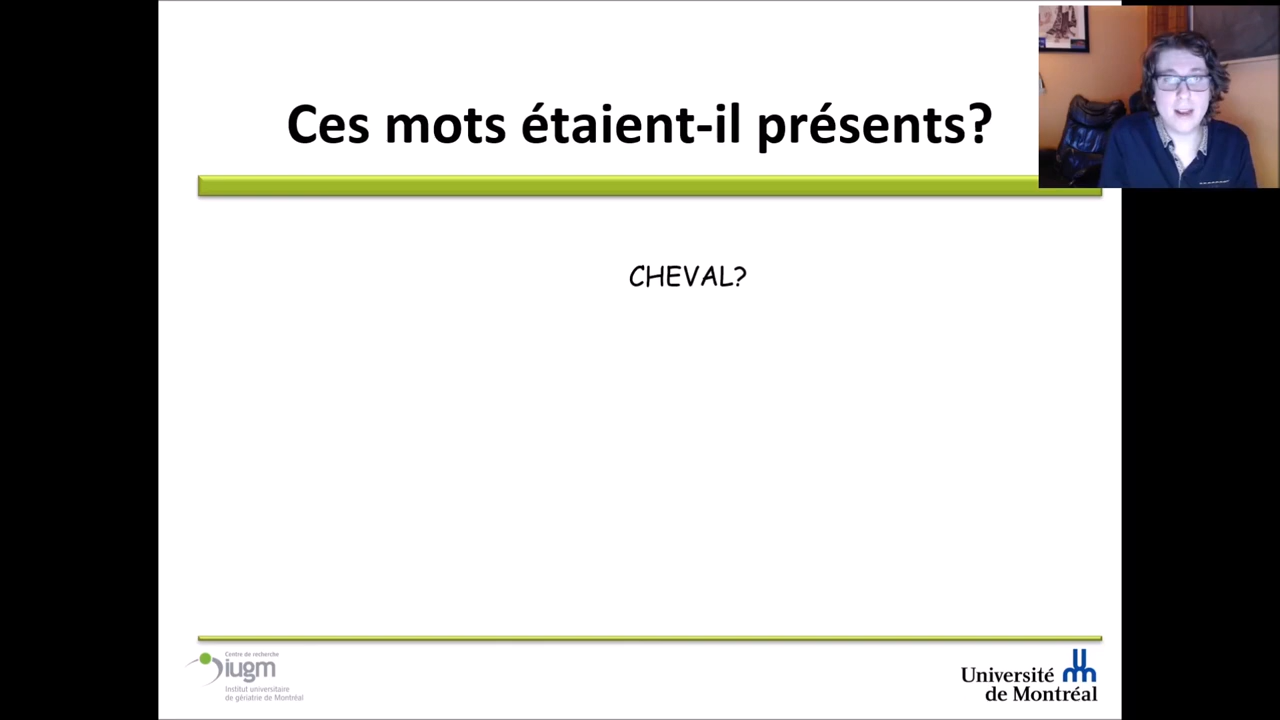 Ces mots étaient-il présents?
CHEVAL?
Centre de recherche
iugm
Institut universitaire
de gériatrie de Montréal
Université
de Montréal